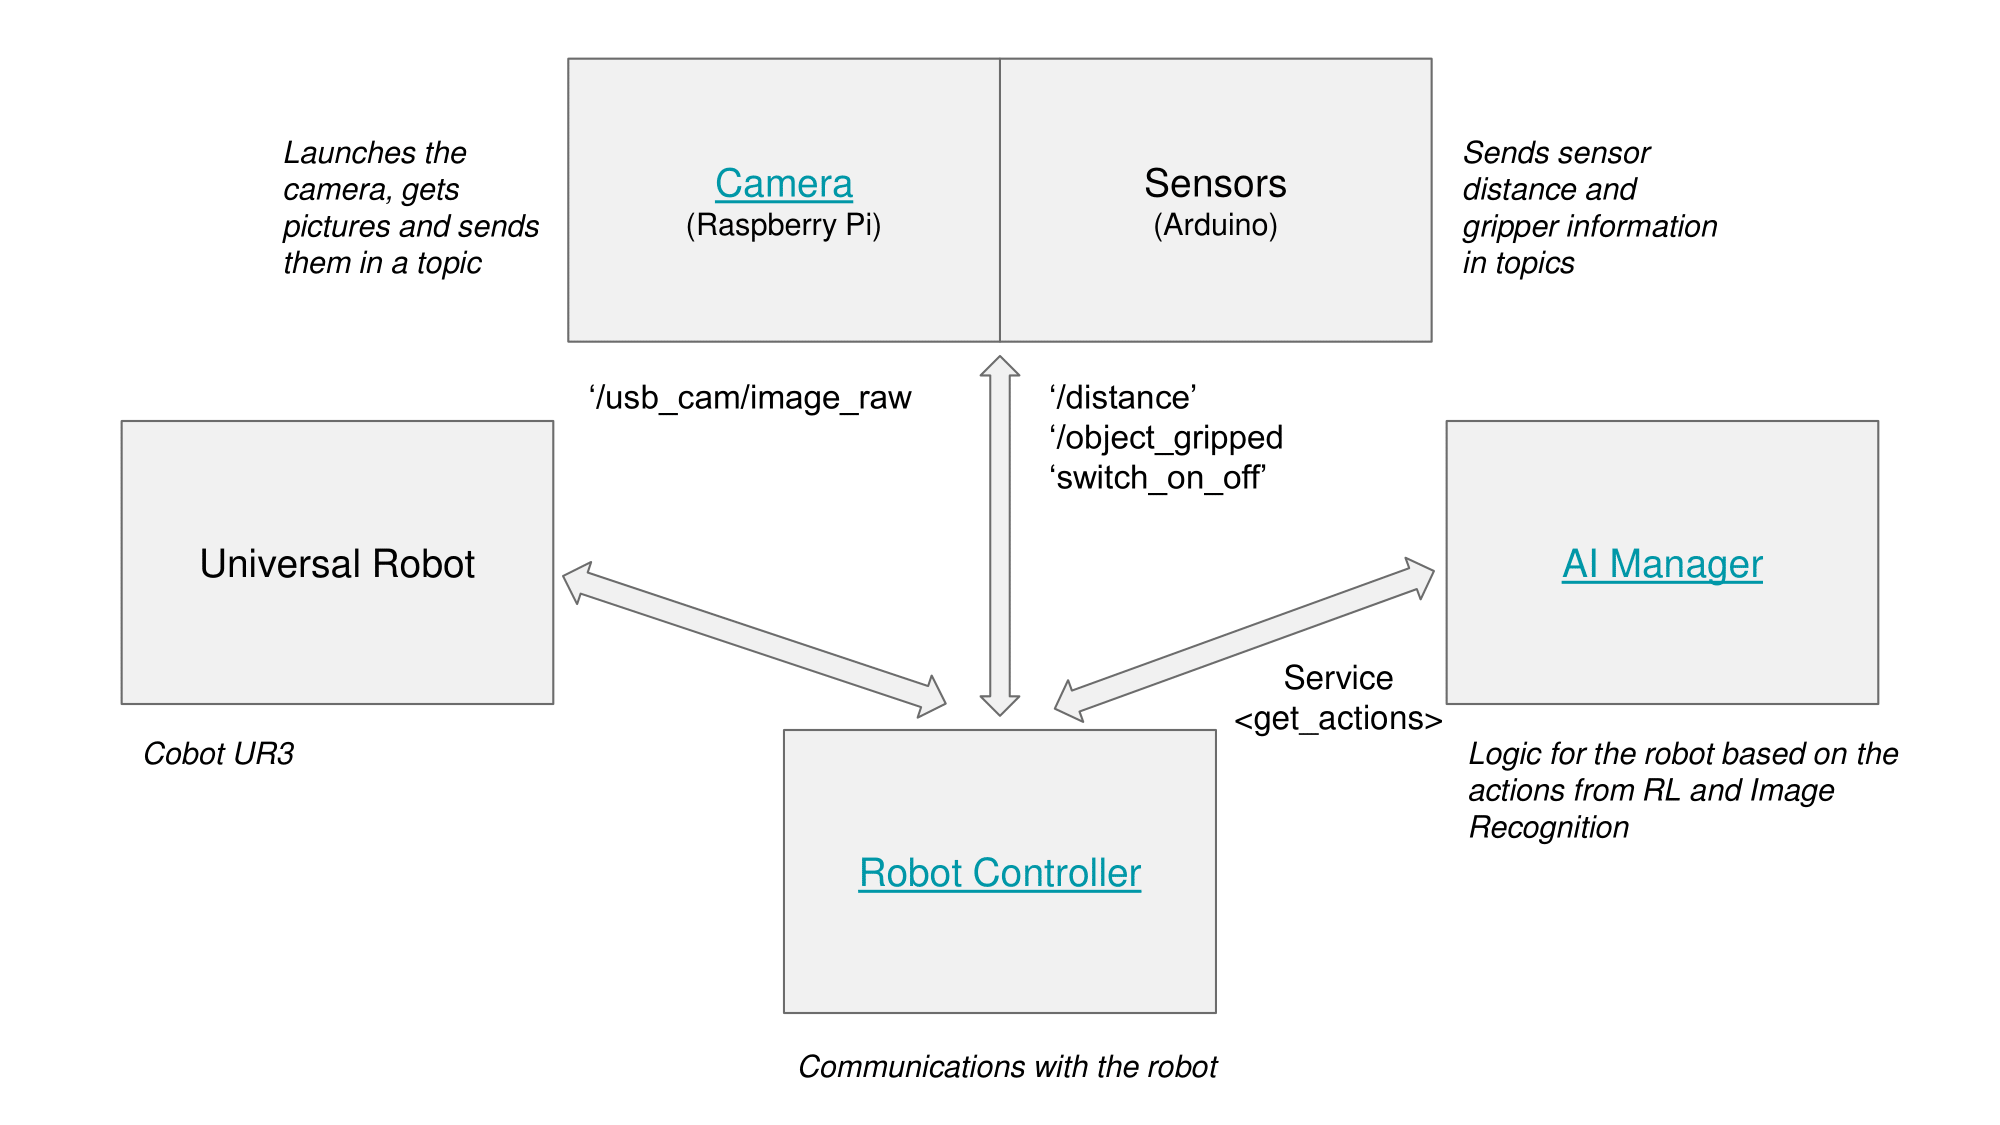 Launches the
camera, gets
pictures and sends
them in a topic
Camera
(Raspberry Pi)
Sensors
(Arduino)
Sends sensor
distance and
gripper information
in topics
‘/usb_cam/image_raw
‘/distance’
‘/object_gripped
‘switch_on_off’
Universal Robot
Cobot UR3
AI Manager
Service
<get_actions>
Logic for the robot based on the
actions from RL and Image
Recognition
Robot Controller
Communications with the robot